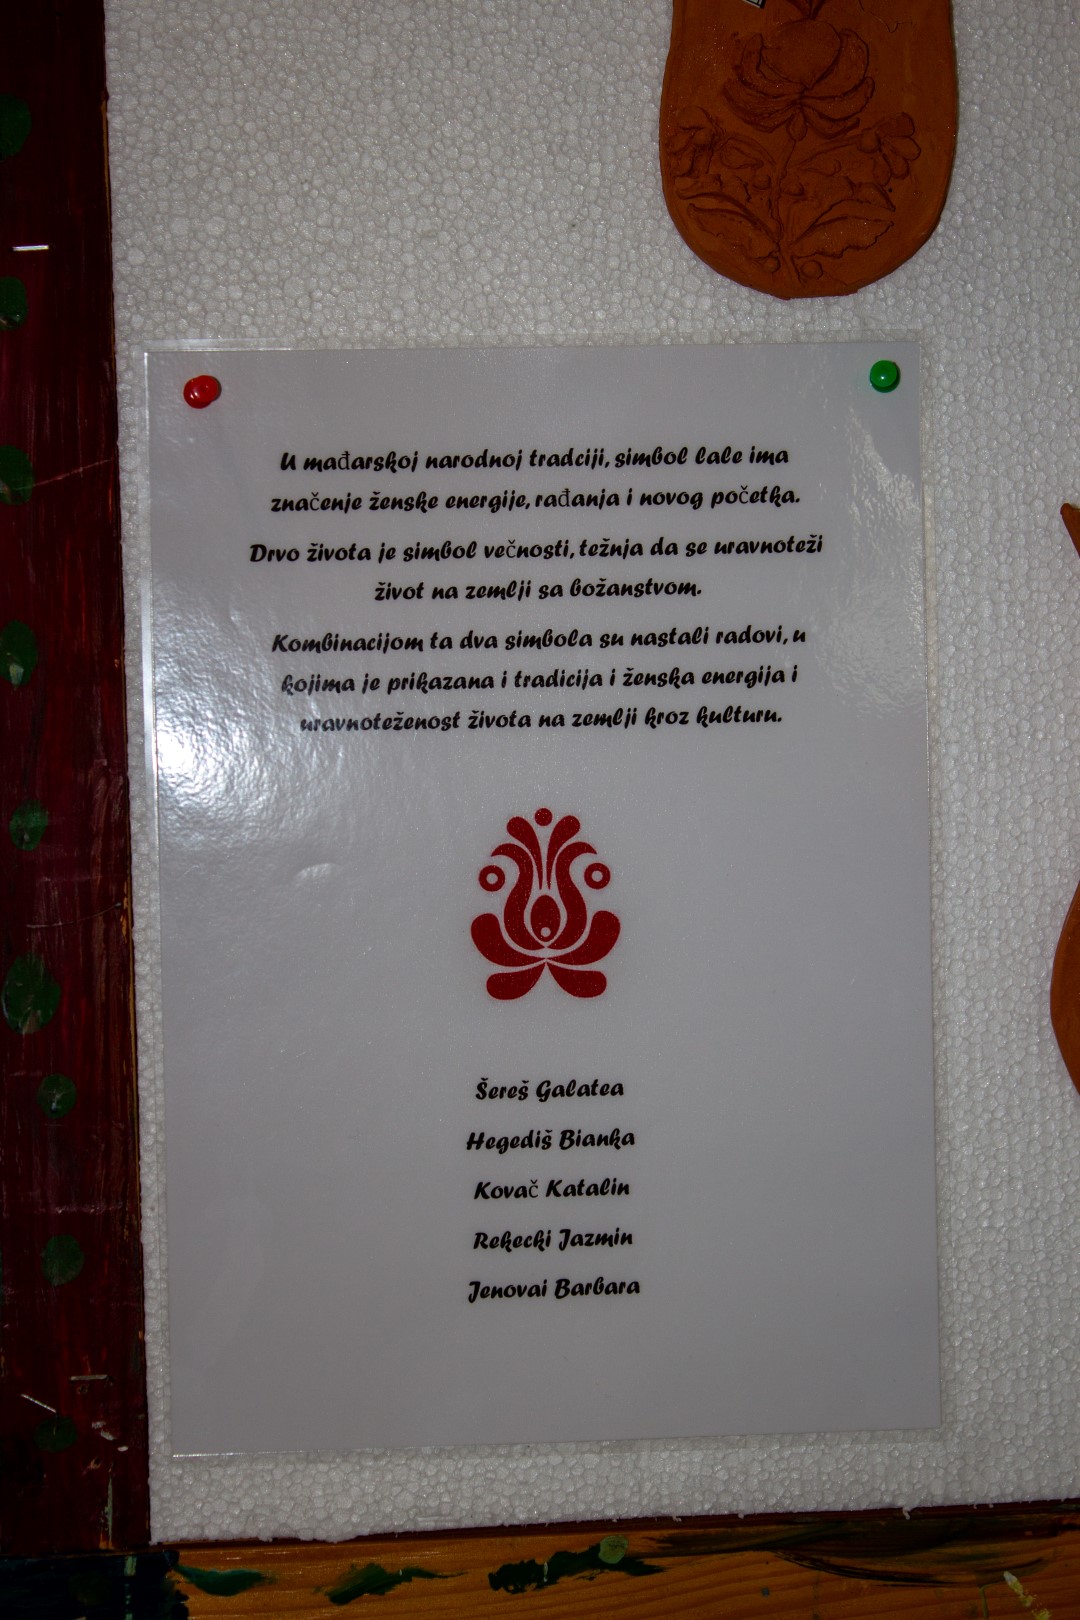 U mađarskoj narodnoj tradciji, simbol lale ima
značenje ženske energije, rađanja i novog početka.
Drvo života je simbol večnosti, težnja da se uravnoteži
život na zemlji sa božanstvom.
Kombinacijom ta dva simbola su nastali radovi, u
kojima je prikazana i tradicija i ženska energija i
uravnoteženost života na zemlji kroz kulturu.
Šereš Galatea
Hegediš Bianka
Kovač Katalin
Rekecki Jazmin
Jenovai Barbara